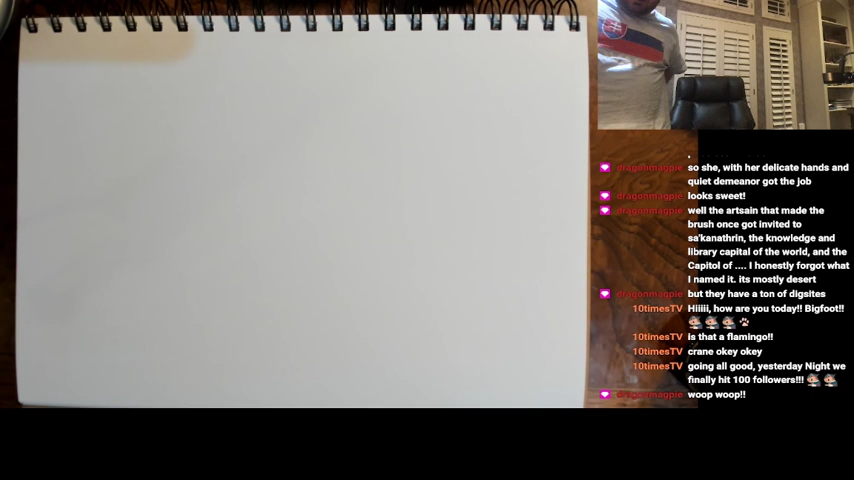 dragonmagpie so she, with her delicate hands and
quiet demeanor got the job
dragonmagpie looks sweet!
dragonmagpie well the artsain that made the
brush once got invited to
sa'kanathrin, the knowledge and
library capital of the world, and the
Capitol of .... I honestly forgot what
I named it. its mostly desert
dragonmagpie but they have a ton of digsites
10timesTV Hiiiii, how are you today!! Bigfoot!!
10timesTV is that a flamingo!!
10timesTV crane okey okey
10timesTV going all good, yesterday Night we
finally hit 100 followers!!!
dragonmagpie woop woop!!